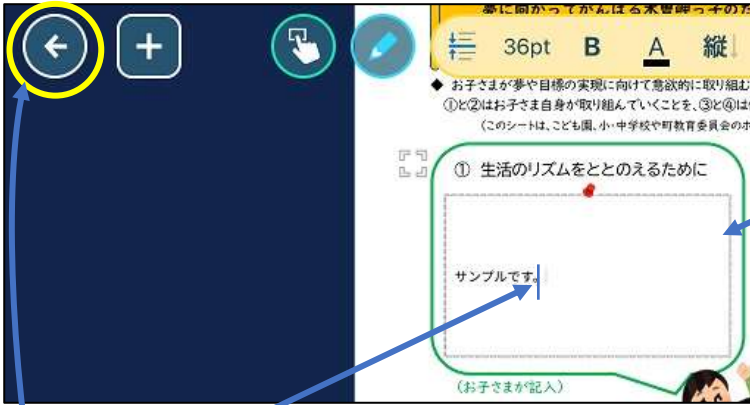 夢に向かってがんばる木曽岬っ子のた
36pt B A 縦
◆ お子さまが夢や目標の実現に向けて意欲的に取り組む
①と②はお子さま自身が取り組んでいくことを、③と④は
(このシートは、こども園、小・中学校や町教育委員会のホ
① 生活のリズムをととのえるために
サンプルです。
(お子さまが記入)